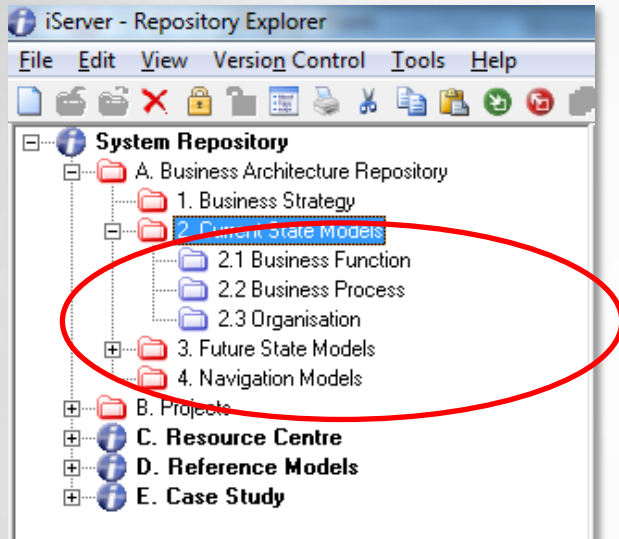 iServer - Repository Explorer
File Edit View Version Control Tools Help
System Repository
A. Business Architecture Repository
1. Business Strategy
2. Current State Models
2.1 Business Function
2.2 Business Process
2.3 Organisation
3. Future State Models
4. Navigation Models
B. Projects
C. Resource Centre
D. Reference Models
E. Case Study